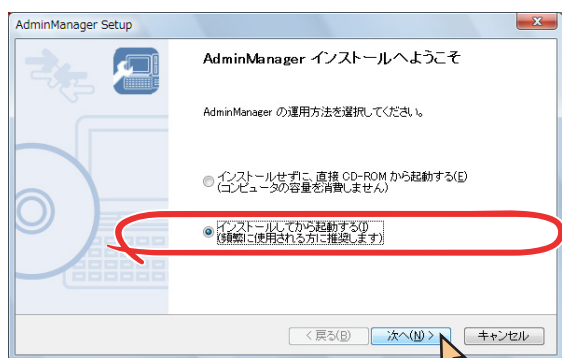 AdminManager Setup
AdminManager インストールへようこそ
AdminManager の運用方法を選択してください。
インストールせずに、直接 CD-ROM から起動する(E)
(コンピュータの容量を消費しません)
インストールしてから起動する(I)
(頻繁に使用される方に推奨します)
< 戻る(B)
次へ(N) >
キャンセル